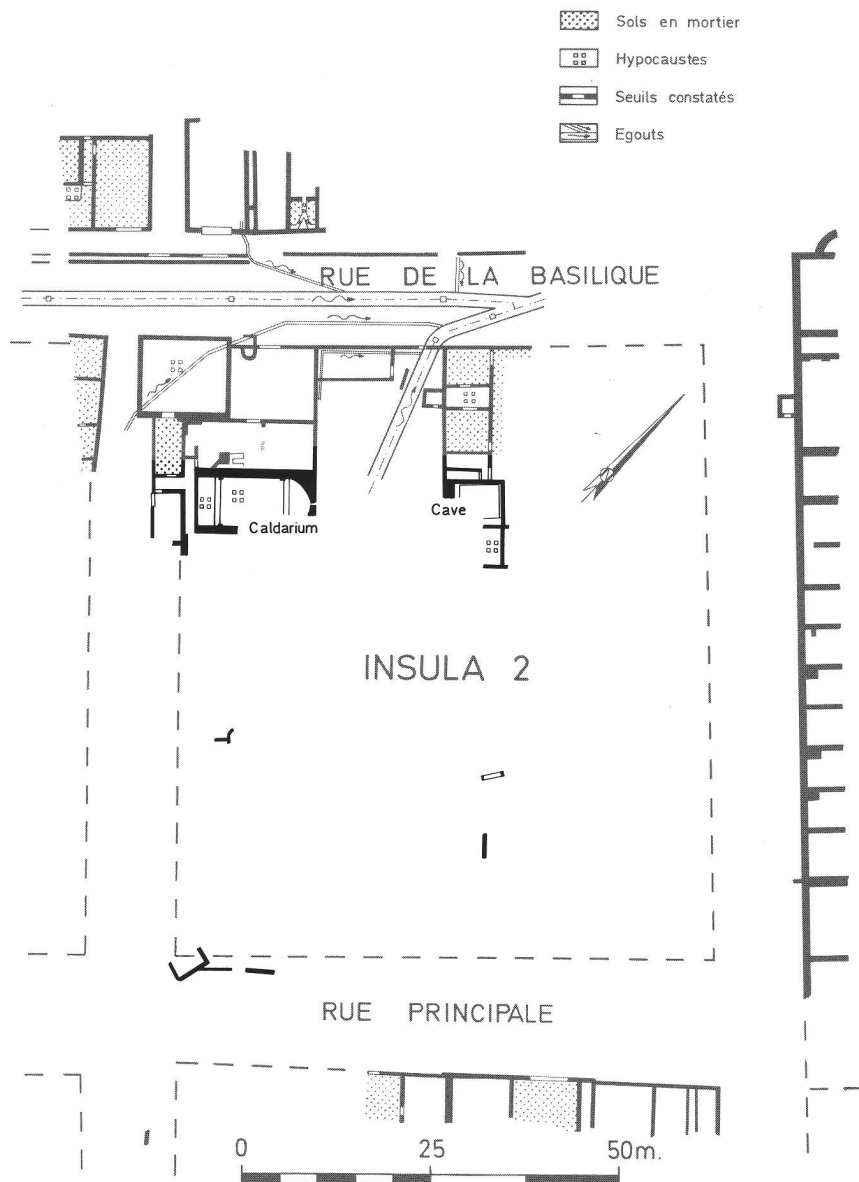 Sols en mortier
Hypocaustes
Seuils constatés
Egouts
RUE DE LA BASILIQUE
Caldarium
Cave
INSULA 2
RUE PRINCIPALE
0 25 50m.